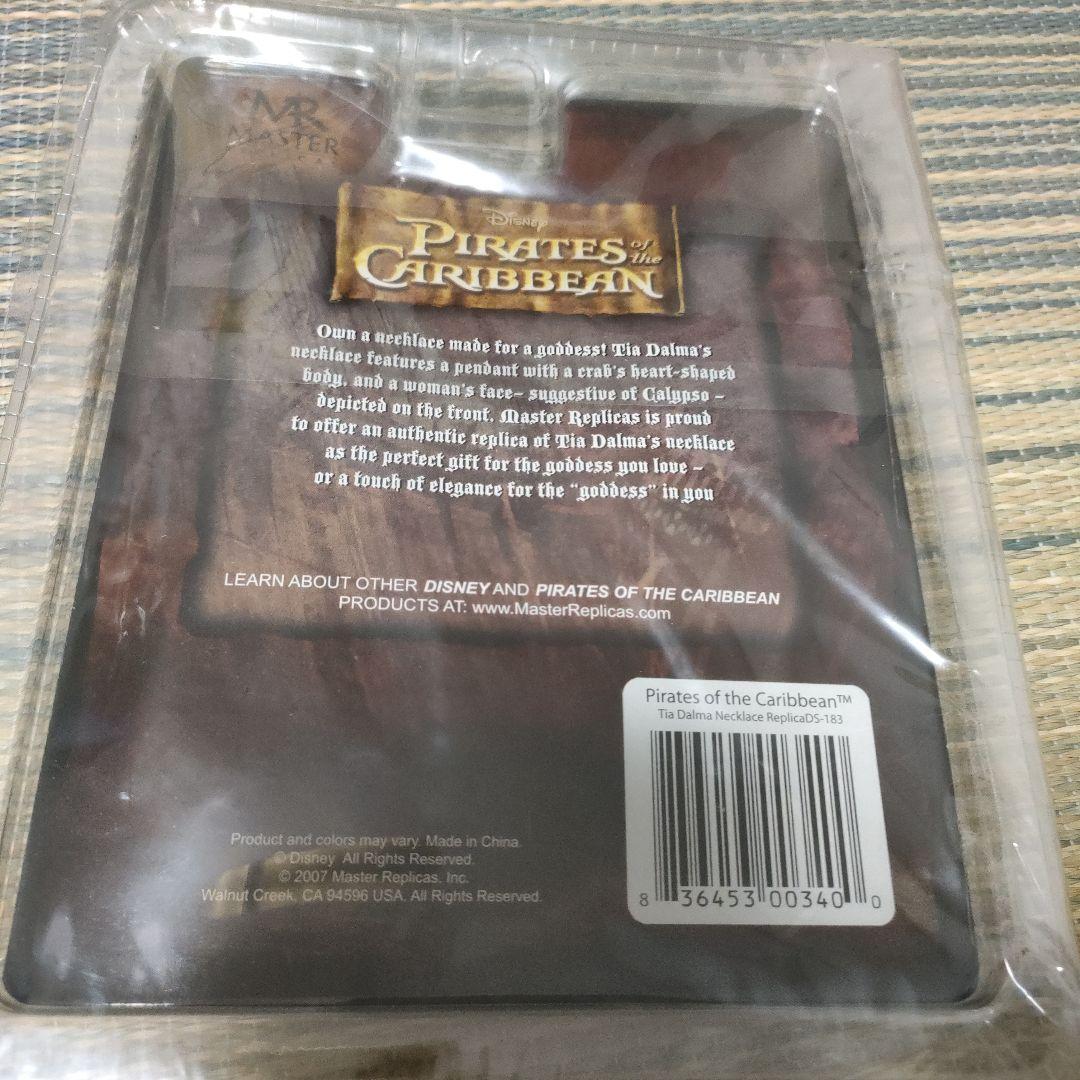 MR
MASTER
Disney
PIRATES of the
CARIBBEAN
Own a necklace made for a goddess! Tia Dalma's
necklace features a pendant with a crab's heart-shaped
body, and a woman's face- suggestive of Calypso -
depicted on the front. Master Replicas is proud
to offer an authentic replica of Tia Dalma's necklace
as the perfect gift for the goddess you love -
or a touch of elegance for the "goddess" in you
LEARN ABOUT OTHER DISNEY AND PIRATES OF THE CARIBBEAN
PRODUCTS AT: www.MasterReplicas.com
Pirates of the Caribbean™
Tia Dalma Necklace ReplicaDS-183
8 36453 00340 0
Product and colors may vary. Made in China.
© Disney All Rights Reserved.
© 2007 Master Replicas, Inc.
Walnut Creek, CA 94596 USA. All Rights Reserved.